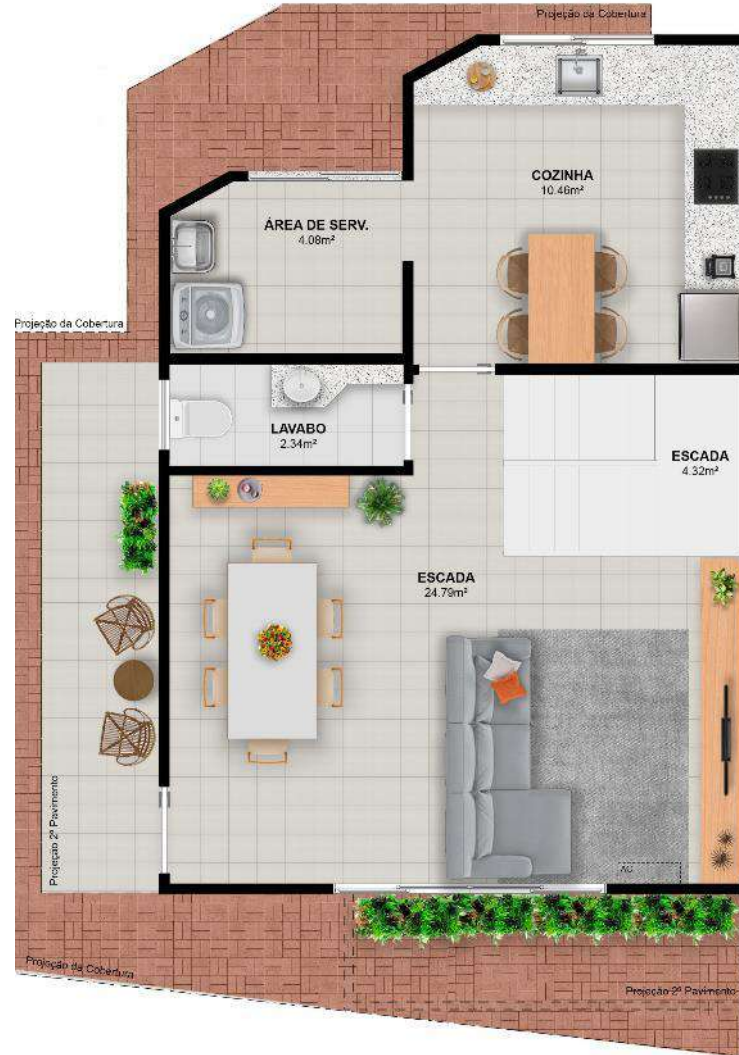 Projeção da Cobertura
COZINHA
10.46m²
ÁREA DE SERV.
4.08m²
Projeção da Cobertura
LAVABO
2.34m²
ESCADA
4.32m²
ESCADA
24.79m²
Projeção 2º Pavimento
AC
Projeção da Cobertura
Projeção 2º Pavimento